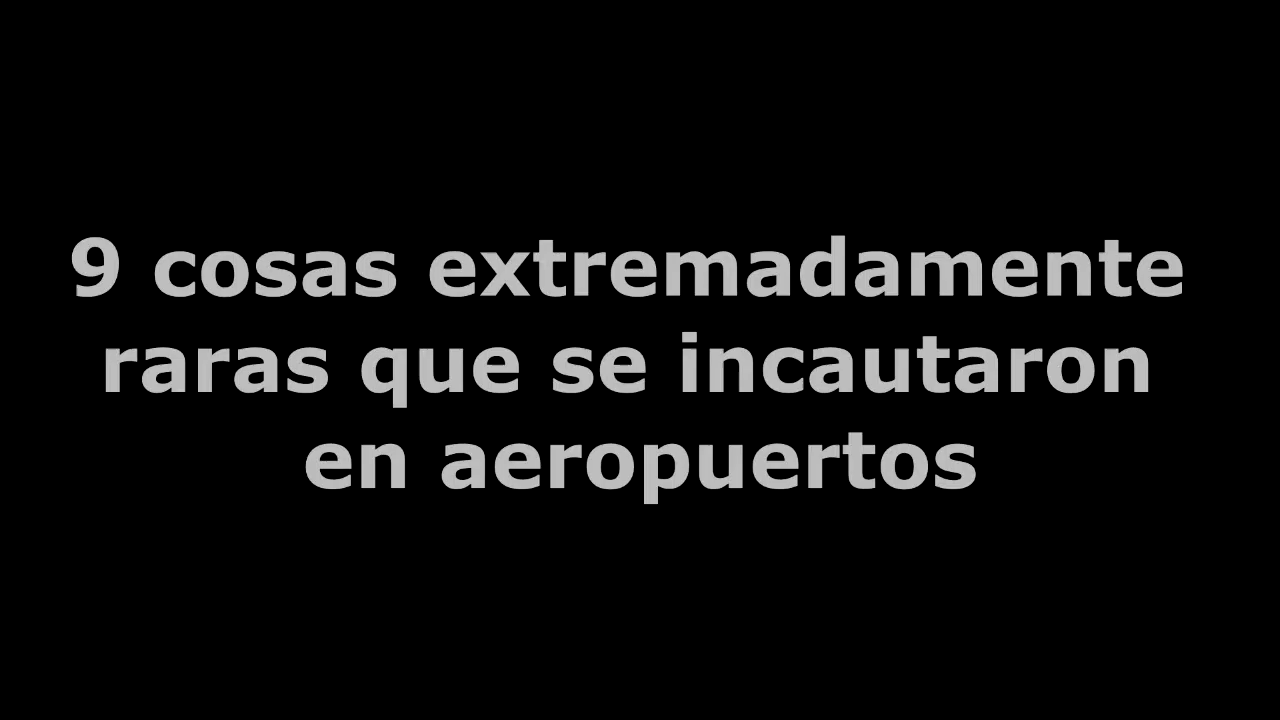 9 cosas extremadamente
raras que se incautaron
en aeropuertos